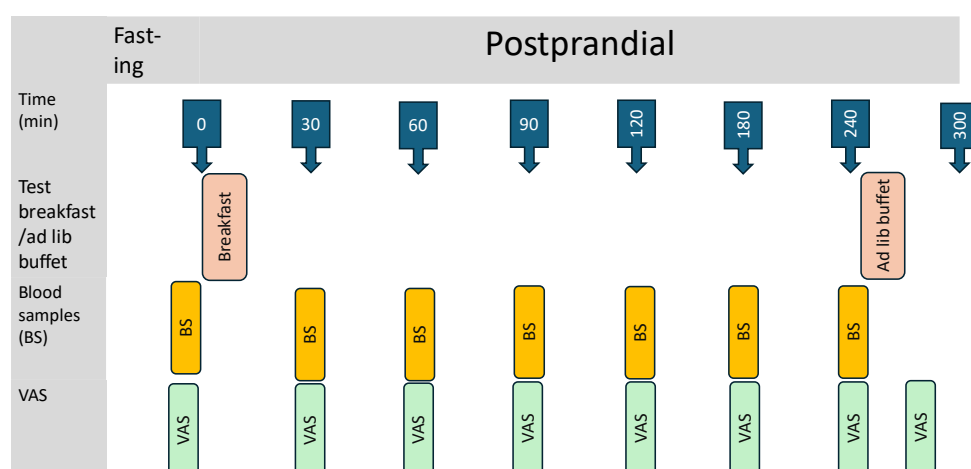 Fast-
ing
Postprandial
Time
(min)
0
30
60
90
120
180
240
300
Test
breakfast
/ad lib
buffet
Breakfast
Ad lib buffet
Blood
samples
(BS)
BS
BS
BS
BS
BS
BS
BS
VAS
VAS
VAS
VAS
VAS
VAS
VAS
VAS
VAS